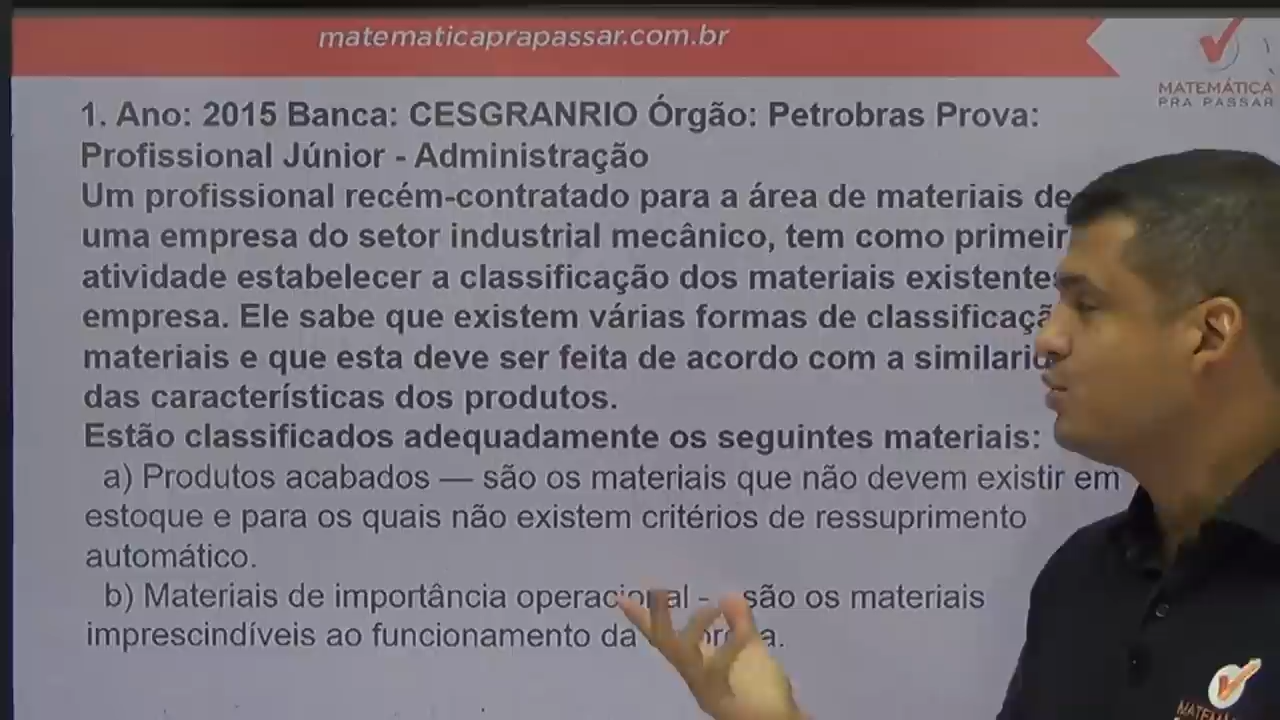 matematicaprapassar.com.br
MATEMÁTICA
PRA PASSAR
1. Ano: 2015 Banca: CESGRANRIO Órgão: Petrobras Prova:
Profissional Júnior - Administração
Um profissional recém-contratado para a área de materiais de
uma empresa do setor industrial mecânico, tem como primeir
atividade estabelecer a classificação dos materiais existentes
empresa. Ele sabe que existem várias formas de classificaçã
materiais e que esta deve ser feita de acordo com a similarid
das características dos produtos.
Estão classificados adequadamente os seguintes materiais:
a) Produtos acabados — são os materiais que não devem existir em
estoque e para os quais não existem critérios de ressuprimento
automático.
b) Materiais de importância operacional - são os materiais
imprescindíveis ao funcionamento da